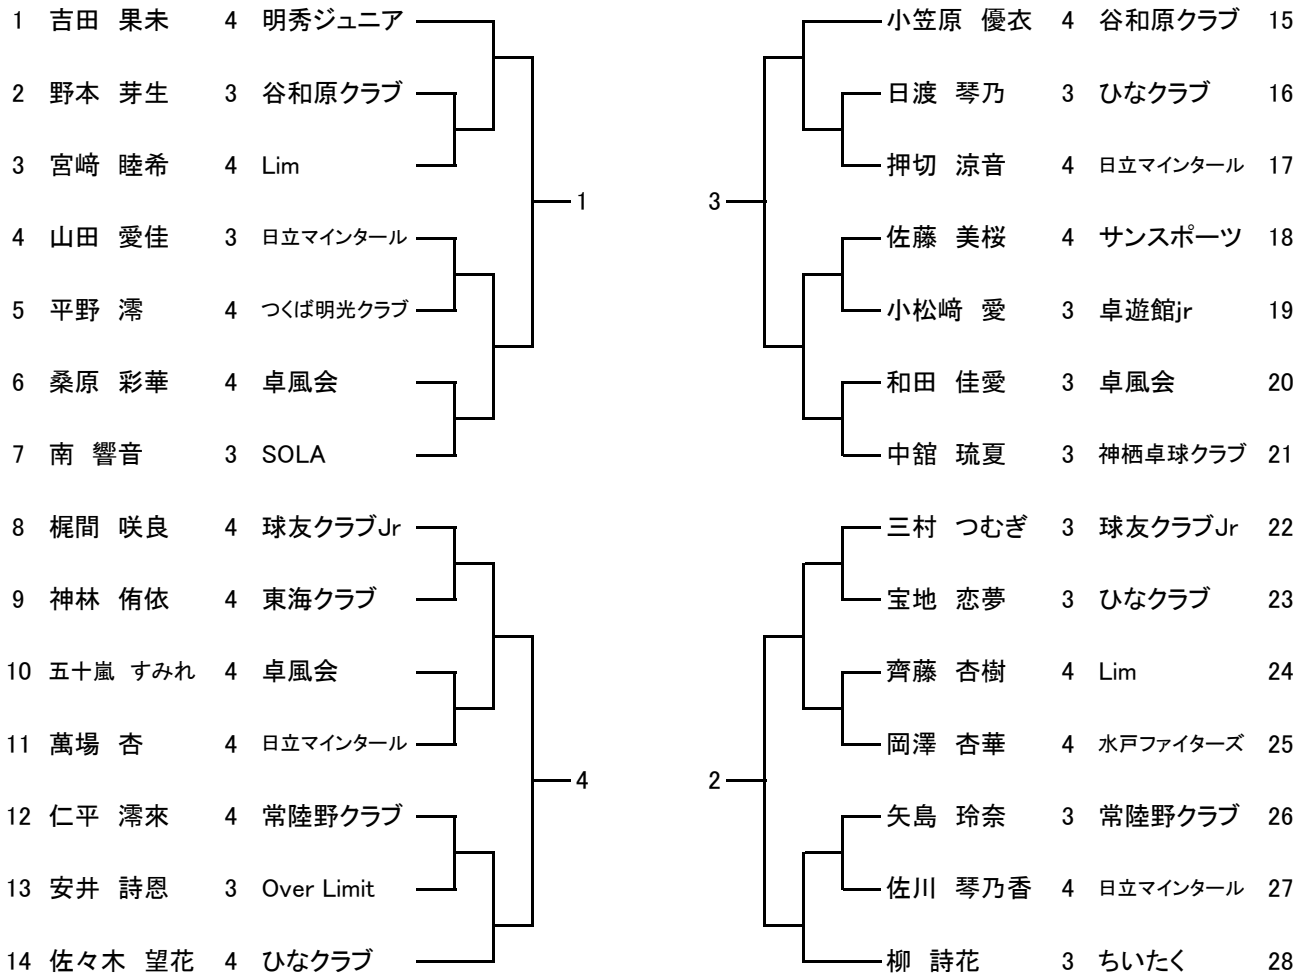 1 吉田 果未 4 明秀ジュニア
2 野本 芽生 3 谷和原クラブ
3 宮﨑 睦希 4 Lim
1
4 山田 愛佳 3 日立マインタール
5 平野 澪 4 つくば明光クラブ
6 桑原 彩華 4 卓風会
7 南 響音 3 SOLA
8 梶間 咲良 4 球友クラブJr
9 神林 侑依 4 東海クラブ
10 五十嵐 すみれ 4 卓風会
11 萬場 杏 4 日立マインタール
4
12 仁平 澪來 4 常陸野クラブ
13 安井 詩恩 3 Over Limit
14 佐々木 望花 4 ひなクラブ
小笠原 優衣 4 谷和原クラブ 15
日渡 琴乃 3 ひなクラブ 16
押切 涼音 4 日立マインタール 17
3
佐藤 美桜 4 サンスポーツ 18
小松﨑 愛 3 卓遊館jr 19
和田 佳愛 3 卓風会 20
中舘 琉夏 3 神栖卓球クラブ 21
三村 つむぎ 3 球友クラブJr 22
宝地 恋夢 3 ひなクラブ 23
齊藤 杏樹 4 Lim 24
岡澤 杏華 4 水戸ファイターズ 25
2
矢島 玲奈 3 常陸野クラブ 26
佐川 琴乃香 4 日立マインタール 27
柳 詩花 3 ちいたく 28